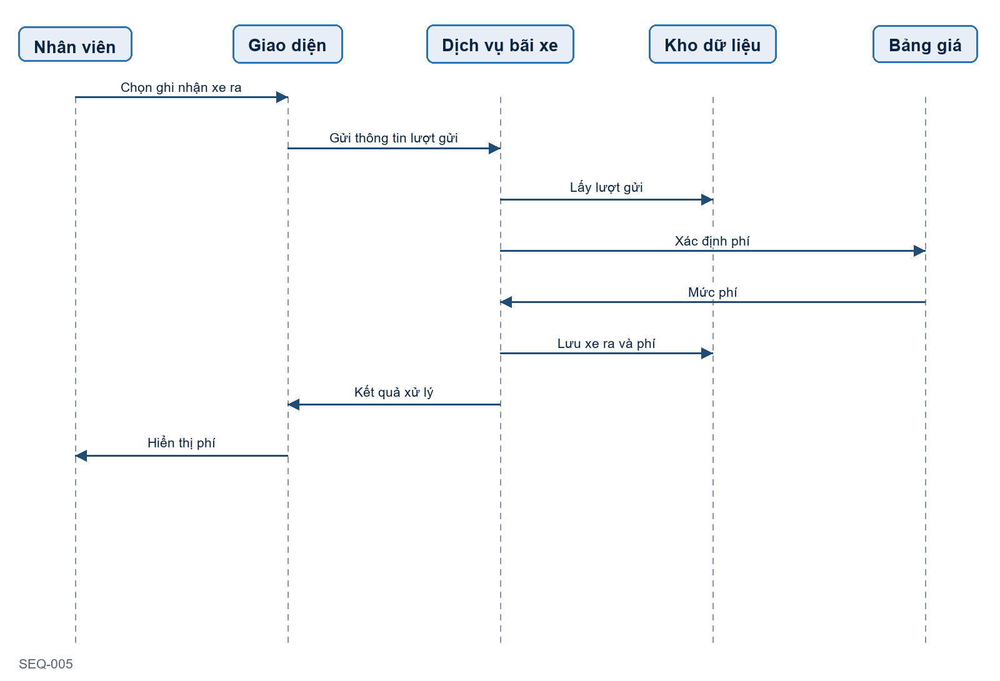 Nhân viên
Giao diện
Dịch vụ bãi xe
Kho dữ liệu
Bảng giá
Chọn ghi nhận xe ra
Gửi thông tin lượt gửi
Lấy lượt gửi
Xác định phí
Mức phí
Lưu xe ra và phí
Kết quả xử lý
Hiển thị phí
SEQ-005